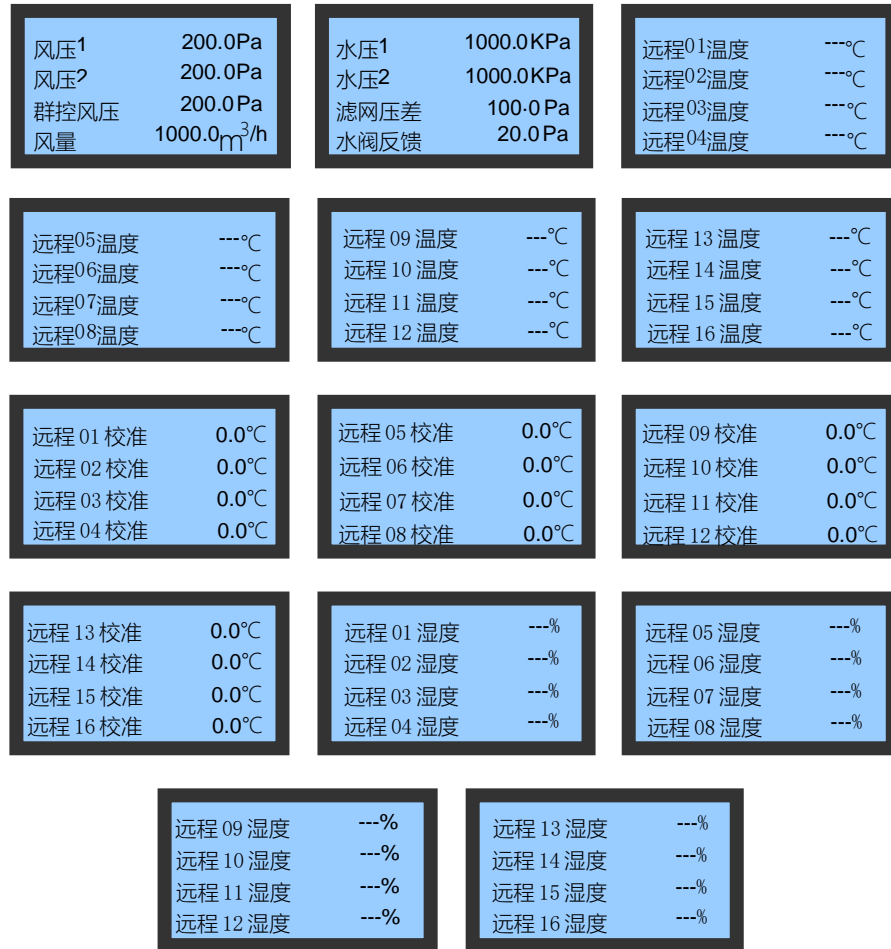 风压1 200.0Pa
风压2 200.0Pa
群控风压 200.0Pa
风量 1000.0m³/h
水压1 1000.0KPa
水压2 1000.0KPa
滤网压差 100·0Pa
水阀反馈 20.0Pa
远程01温度 ---℃
远程02温度 ---℃
远程03温度 ---℃
远程04温度 ---℃
远程05温度 ---℃
远程06温度 ---℃
远程07温度 ---℃
远程08温度 ---℃
远程 09 温度 ---℃
远程 10 温度 ---℃
远程 11 温度 ---℃
远程 12 温度 ---℃
远程 13 温度 ---℃
远程 14 温度 ---℃
远程 15 温度 ---℃
远程 16 温度 ---℃
远程 01 校准 0.0℃
远程 02 校准 0.0℃
远程 03 校准 0.0℃
远程 04 校准 0.0℃
远程 05 校准 0.0℃
远程 06 校准 0.0℃
远程 07 校准 0.0℃
远程 08 校准 0.0℃
远程 09 校准 0.0℃
远程 10 校准 0.0℃
远程 11 校准 0.0℃
远程 12 校准 0.0℃
远程 13 校准 0.0℃
远程 14 校准 0.0℃
远程 15 校准 0.0℃
远程 16 校准 0.0℃
远程 01 湿度 ---%
远程 02 湿度 ---%
远程 03 湿度 ---%
远程 04 湿度 ---%
远程 05 湿度 ---%
远程 06 湿度 ---%
远程 07 湿度 ---%
远程 08 湿度 ---%
远程 09 湿度 ---%
远程 10 湿度 ---%
远程 11 湿度 ---%
远程 12 湿度 ---%
远程 13 湿度 ---%
远程 14 湿度 ---%
远程 15 湿度 ---%
远程 16 湿度 ---%